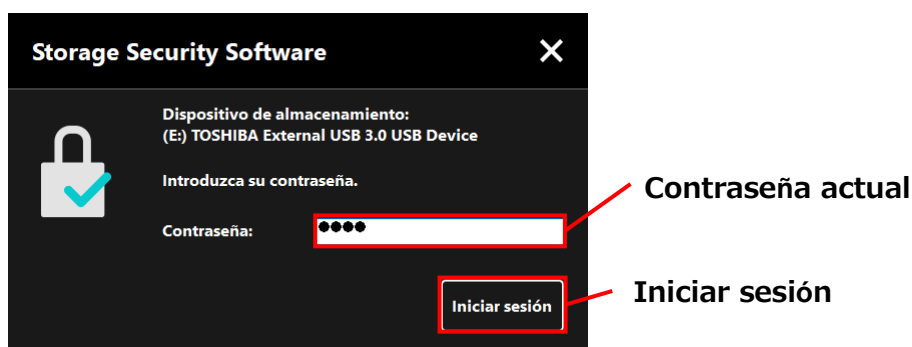 Storage Security Software
Dispositivo de almacenamiento:
(E:) TOSHIBA External USB 3.0 USB Device
Introduzca su contraseña.
Contraseña:
Contraseña actual
Iniciar sesión
Iniciar sesión